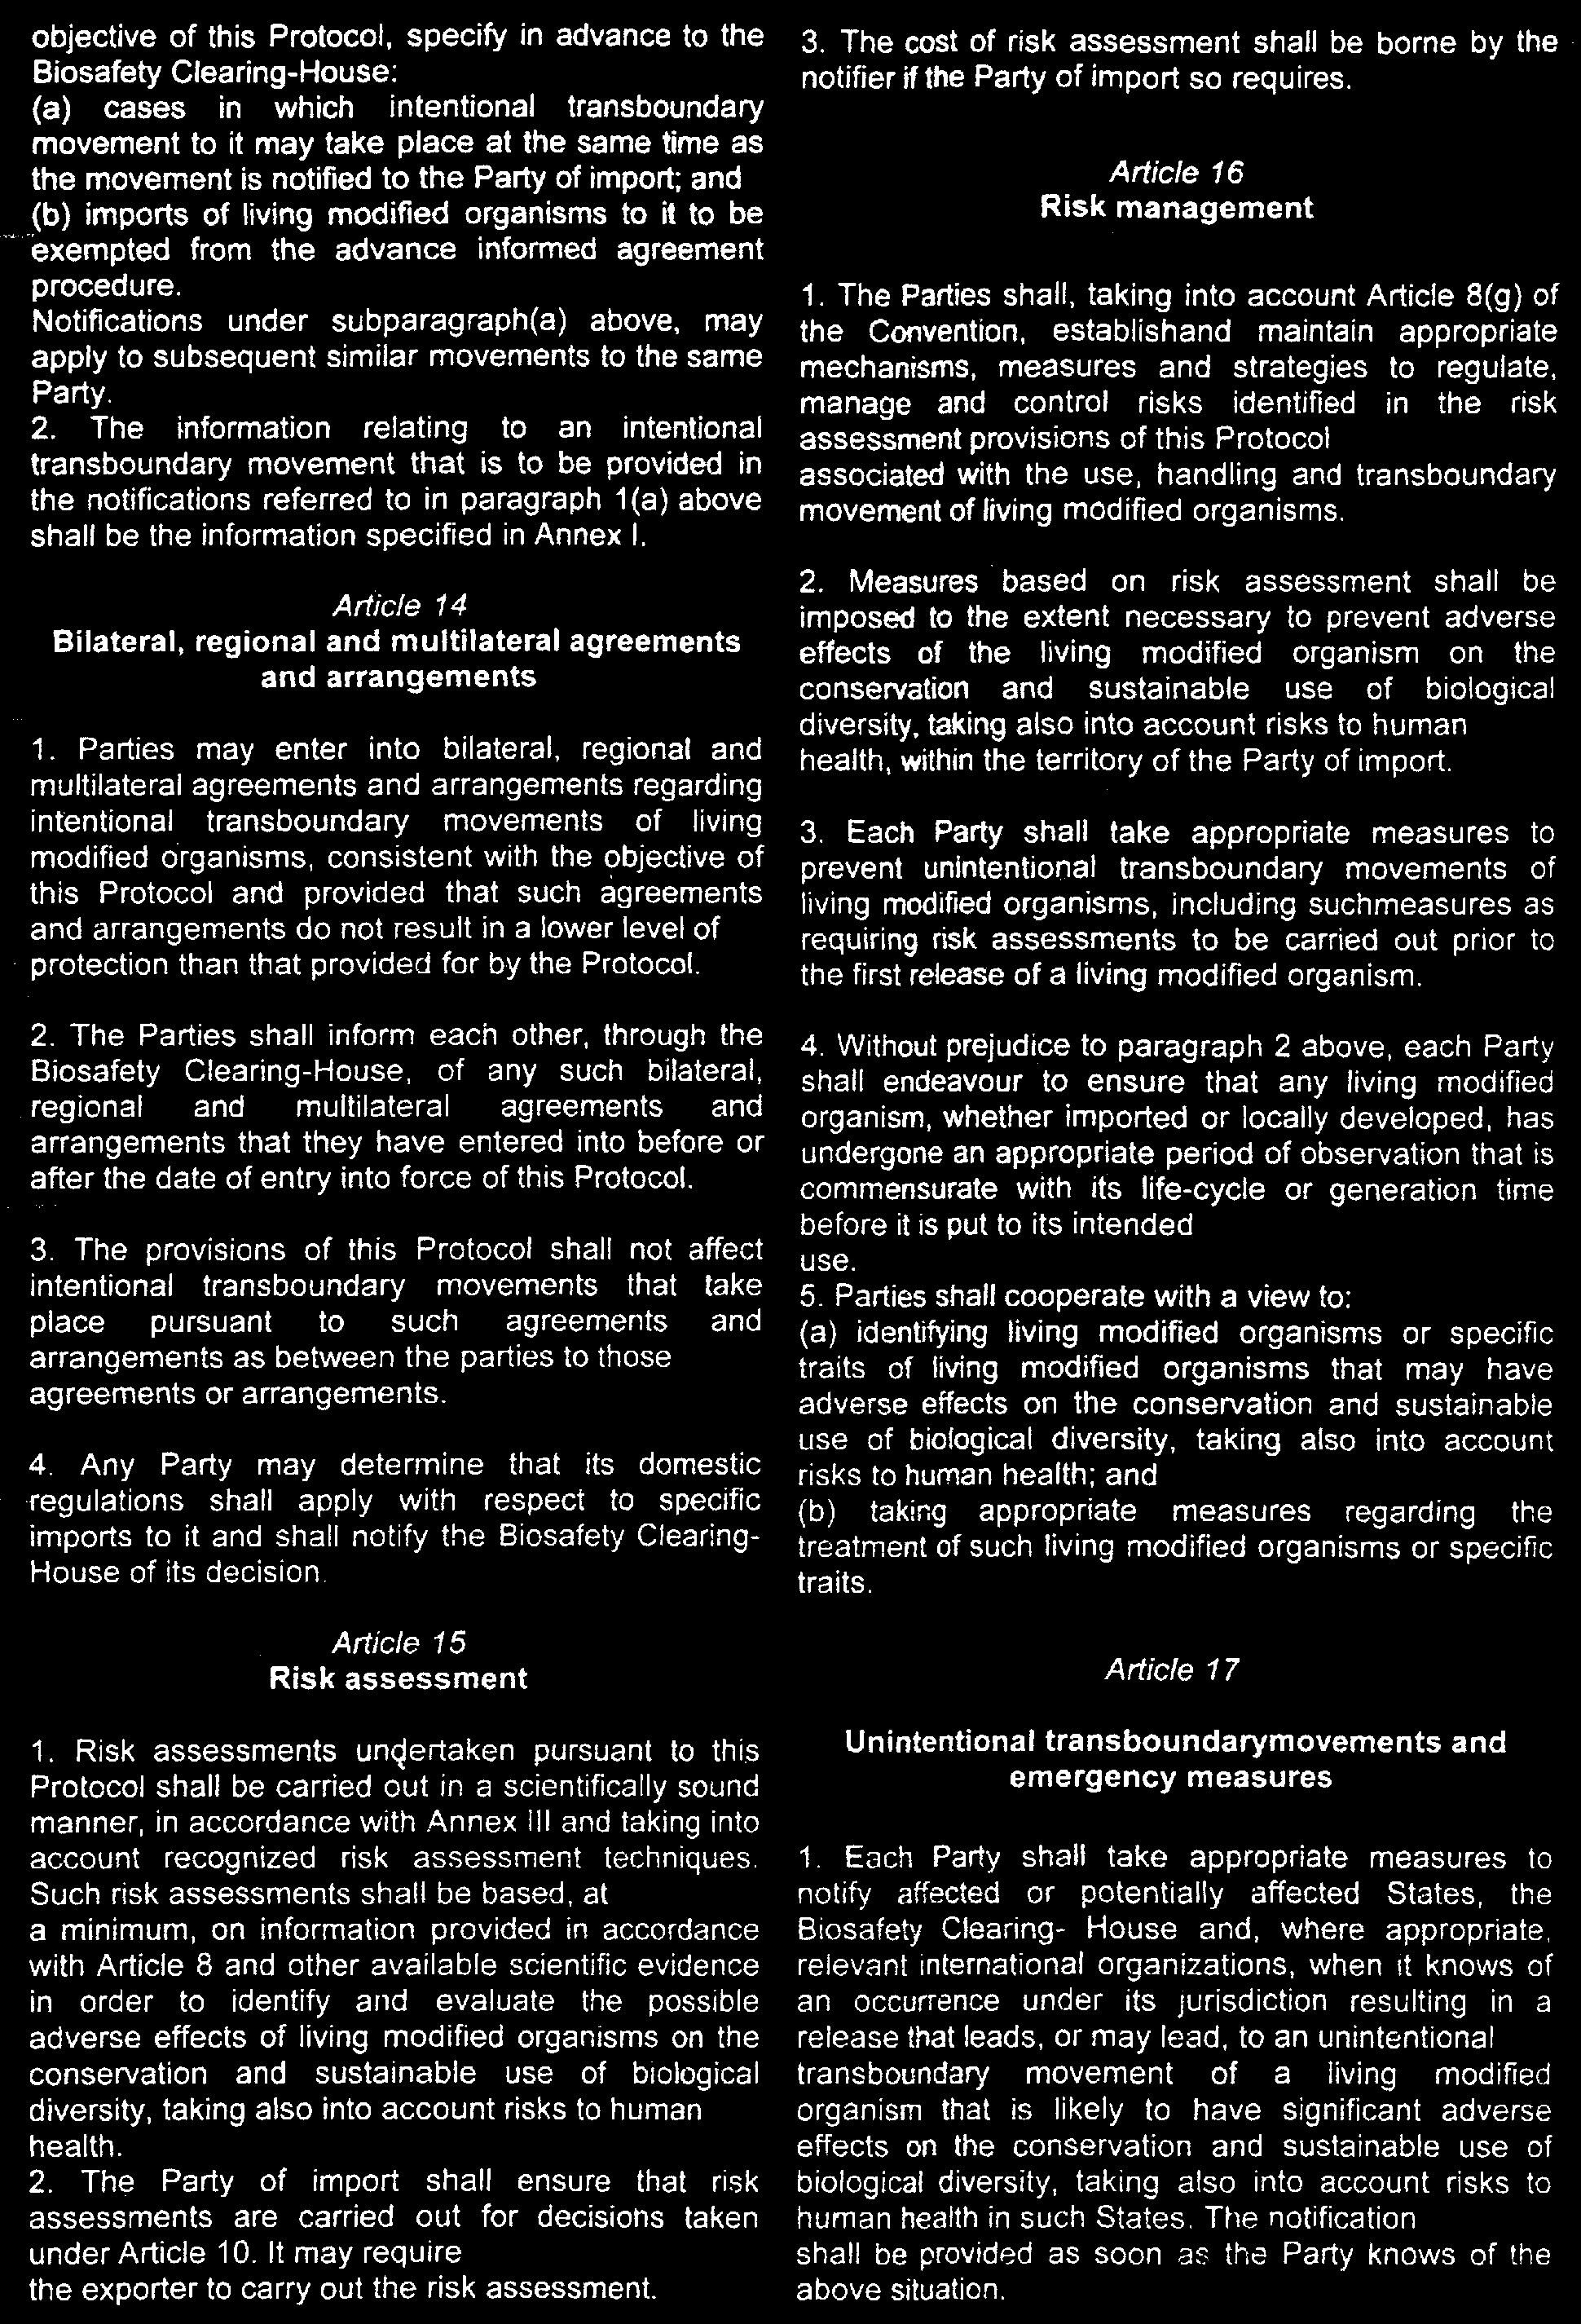 objective of this Protocol, specify in advance to the
Biosafety Clearing-House:
(a) cases in which intentional transboundary
movement to it may take place at the same time as
the movement is notified to the Party of import; and
(b) imports of living modified organisms to it to be
exempted from the advance informed agreement
procedure.
Notifications under subparagraph(a) above, may
apply to subsequent similar movements to the same
Party.
2. The information relating to an intentional
transboundary movement that is to be provided in
the notifications referred to in paragraph 1(a) above
shall be the information specified in Annex I.
Article 14
Bilateral, regional and multilateral agreements
and arrangements
1. Parties may enter into bilateral, regional and
multilateral agreements and arrangements regarding
intentional transboundary movements of living
modified organisms, consistent with the objective of
this Protocol and provided that such agreements
and arrangements do not result in a lower level of
protection than that provided for by the Protocol.
2. The Parties shall inform each other, through the
Biosafety Clearing-House, of any such bilateral,
regional and multilateral agreements and
arrangements that they have entered into before or
after the date of entry into force of this Protocol.
3. The provisions of this Protocol shall not affect
intentional transboundary movements that take
place pursuant to such agreements and
arrangements as between the parties to those
agreements or arrangements.
4. Any Party may determine that its domestic
regulations shall apply with respect to specific
imports to it and shall notify the Biosafety Clearing-
House of its decision.
Article 15
Risk assessment
1. Risk assessments undertaken pursuant to this
Protocol shall be carried out in a scientifically sound
manner, in accordance with Annex III and taking into
account recognized risk assessment techniques.
Such risk assessments shall be based, at
a minimum, on information provided in accordance
with Article 8 and other available scientific evidence
in order to identify and evaluate the possible
adverse effects of living modified organisms on the
conservation and sustainable use of biological
diversity, taking also into account risks to human
health.
2. The Party of import shall ensure that risk
assessments are carried out for decisions taken
under Article 10. It may require
the exporter to carry out the risk assessment.
3. The cost of risk assessment shall be borne by the
notifier if the Party of import so requires.
Article 16
Risk management
1. The Parties shall, taking into account Article 8(g) of
the Convention, establishand maintain appropriate
mechanisms, measures and strategies to regulate,
manage and control risks identified in the risk
assessment provisions of this Protocol
associated with the use, handling and transboundary
movement of living modified organisms.
2. Measures based on risk assessment shall be
imposed to the extent necessary to prevent adverse
effects of the living modified organism on the
conservation and sustainable use of biological
diversity, taking also into account risks to human
health, within the territory of the Party of import.
3. Each Party shall take appropriate measures to
prevent unintentional transboundary movements of
living modified organisms, including suchmeasures as
requiring risk assessments to be carried out prior to
the first release of a living modified organism.
4. Without prejudice to paragraph 2 above, each Party
shall endeavour to ensure that any living modified
organism, whether imported or locally developed, has
undergone an appropriate period of observation that is
commensurate with its life-cycle or generation time
before it is put to its intended
use.
5. Parties shall cooperate with a view to:
(a) identifying living modified organisms or specific
traits of living modified organisms that may have
adverse effects on the conservation and sustainable
use of biological diversity, taking also into account
risks to human health; and
(b) taking appropriate measures regarding the
treatment of such living modified organisms or specific
traits.
Article 17
Unintentional transboundarymovements and
emergency measures
1. Each Party shall take appropriate measures to
notify affected or potentially affected States, the
Biosafety Clearing- House and, where appropriate,
relevant international organizations, when it knows of
an occurrence under its jurisdiction resulting in a
release that leads, or may lead, to an unintentional
transboundary movement of a living modified
organism that is likely to have significant adverse
effects on the conservation and sustainable use of
biological diversity, taking also into account risks to
human health in such States. The notification
shall be provided as soon as the Party knows of the
above situation.